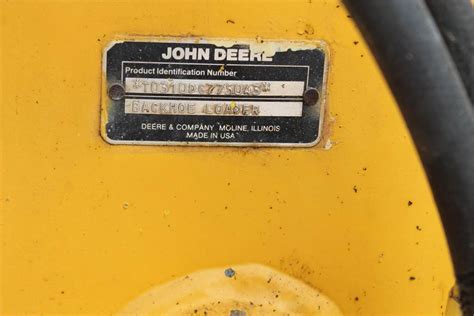 JOHN DEERE
Product Identification Number
BACKHOE LOADER
DEERE & COMPANY MOLINE, ILLINOIS
MADE IN USA